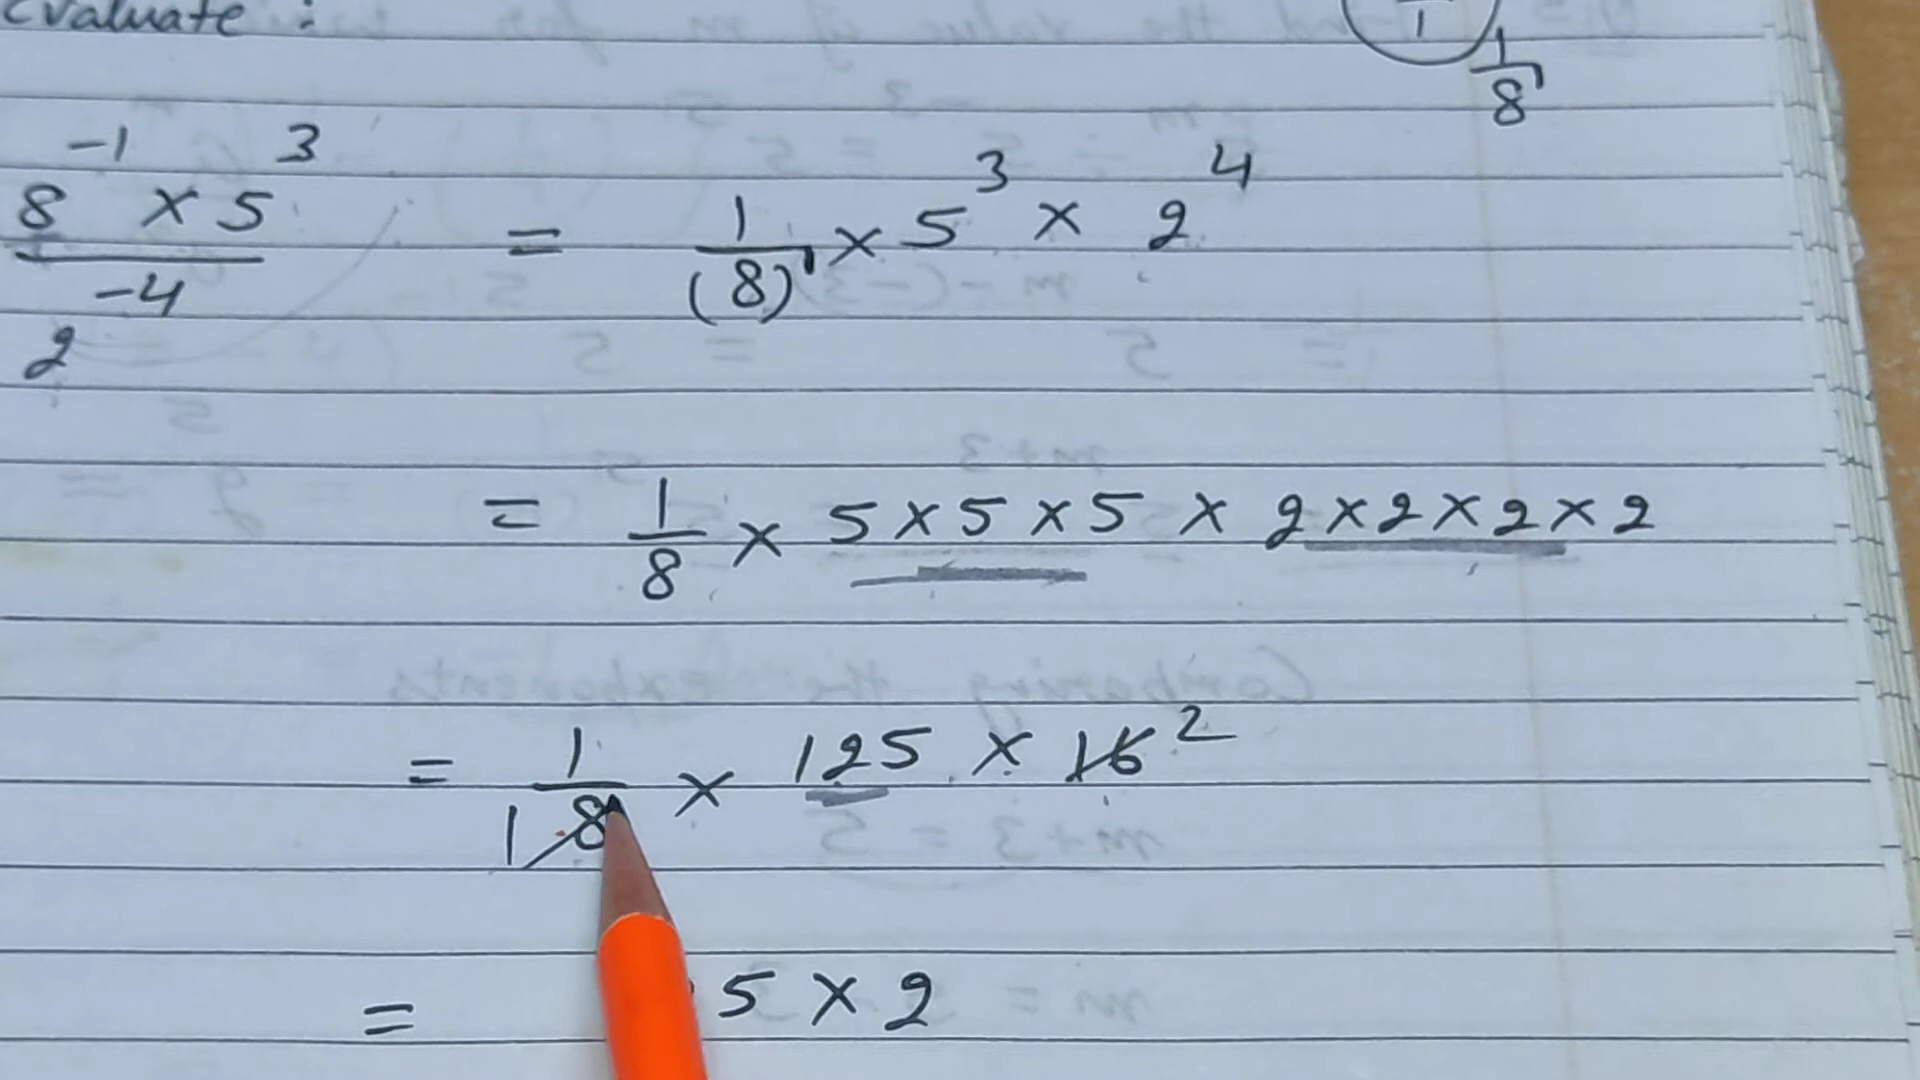 Evaluate :
1
1/8
8^-1 × 5^3 / 2^-4 = 1/(8)^1 × 5^3 × 2^4
= 1/8 × 5 × 5 × 5 × 2 × 2 × 2 × 2
= 1/8 1 × 125 × 16 2
= 5 × 2